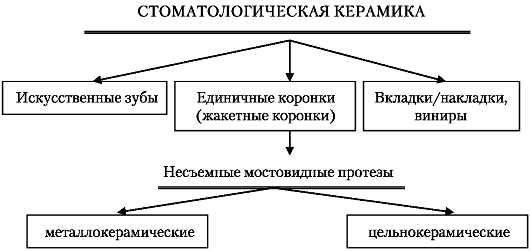 СТОМАТОЛОГИЧЕСКАЯ КЕРАМИКА
Искусственные зубы
Единичные коронки
(жакетные коронки)
Вкладки/накладки,
виниры
Несъемные мостовидные протезы
металлокерамические
цельнокерамические